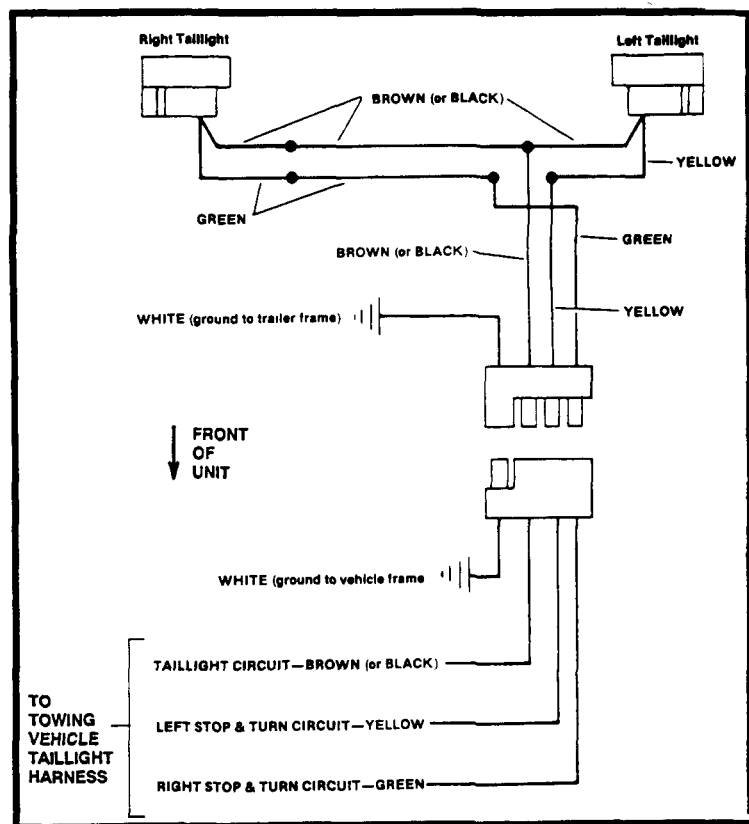 Right Taillight
Left Taillight
BROWN (or BLACK)
YELLOW
GREEN
GREEN
BROWN (or BLACK)
YELLOW
WHITE (ground to trailer frame)
FRONT
OF
UNIT
WHITE (ground to vehicle frame
TAILLIGHT CIRCUIT—BROWN (or BLACK)
TO
TOWING
VEHICLE
TAILLIGHT
HARNESS
LEFT STOP & TURN CIRCUIT—YELLOW
RIGHT STOP & TURN CIRCUIT—GREEN